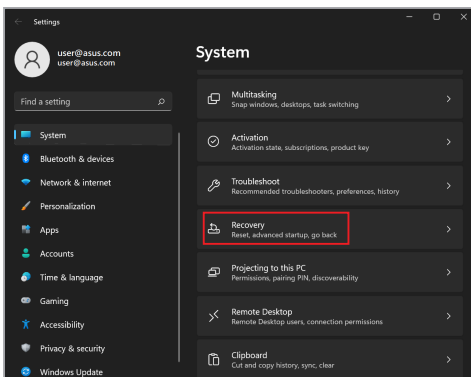 Settings
user@asus.com
user@asus.com
Find a setting
System
Bluetooth & devices
Network & internet
Personalization
Apps
Accounts
Time & language
Gaming
Accessibility
Privacy & security
Windows Update
System
Multitasking
Snap windows, desktops, task switching
Activation
Activation state, subscriptions, product key
Troubleshoot
Recommended troubleshooters, preferences, history
Recovery
Reset, advanced startup, go back
Projecting to this PC
Permissions, pairing PIN, discoverability
Remote Desktop
Remote Desktop users, connection permissions
Clipboard
Cut and copy history, sync, clear